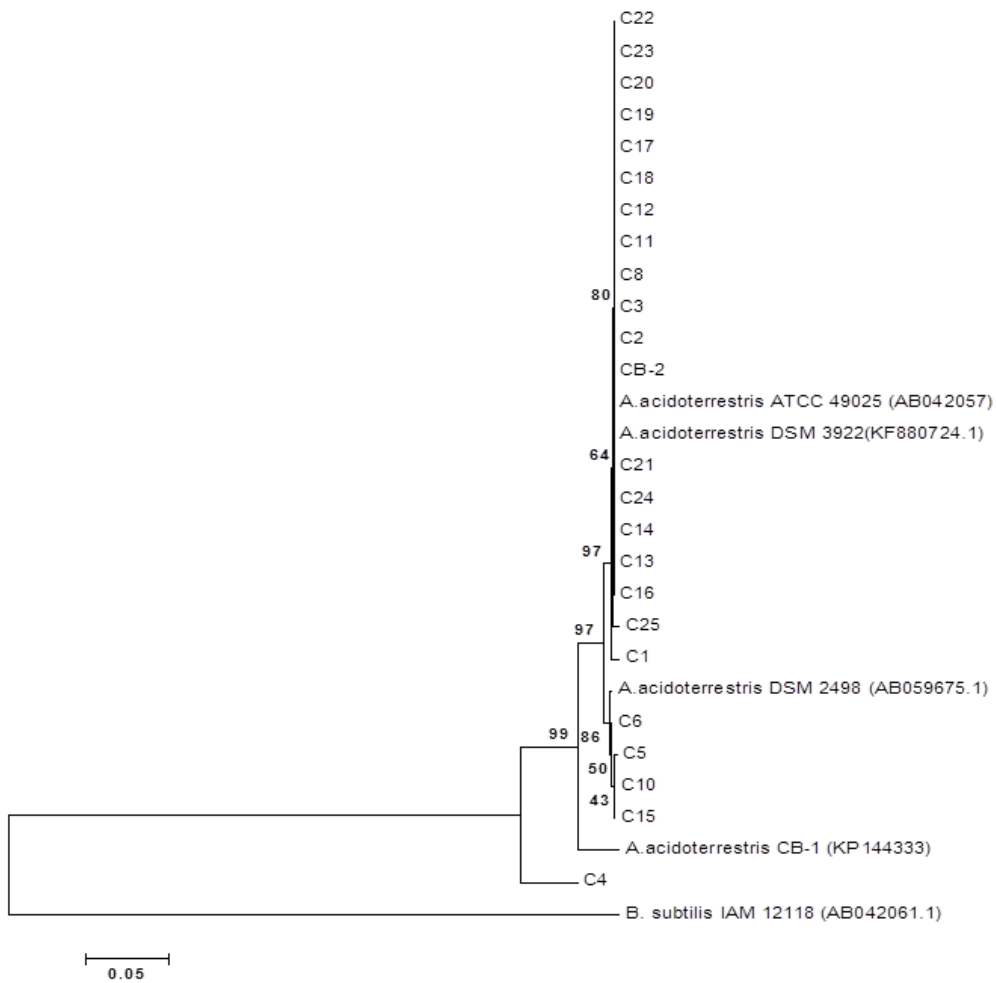 C22
C23
C20
C19
C17
C18
C12
C11
C8
80
C3
C2
CB-2
A.acidoterrestris ATCC 49025 (AB042057)
A.acidoterrestris DSM 3922(KF880724.1)
64
C21
C24
C14
97
C13
C16
C25
97
C1
A.acidoterrestris DSM 2498 (AB059675.1)
C6
99 86
C5
50
C10
43
C15
A.acidoterrestris CB-1 (KP144333)
C4
B. subtilis IAM 12118 (AB042061.1)
0.05